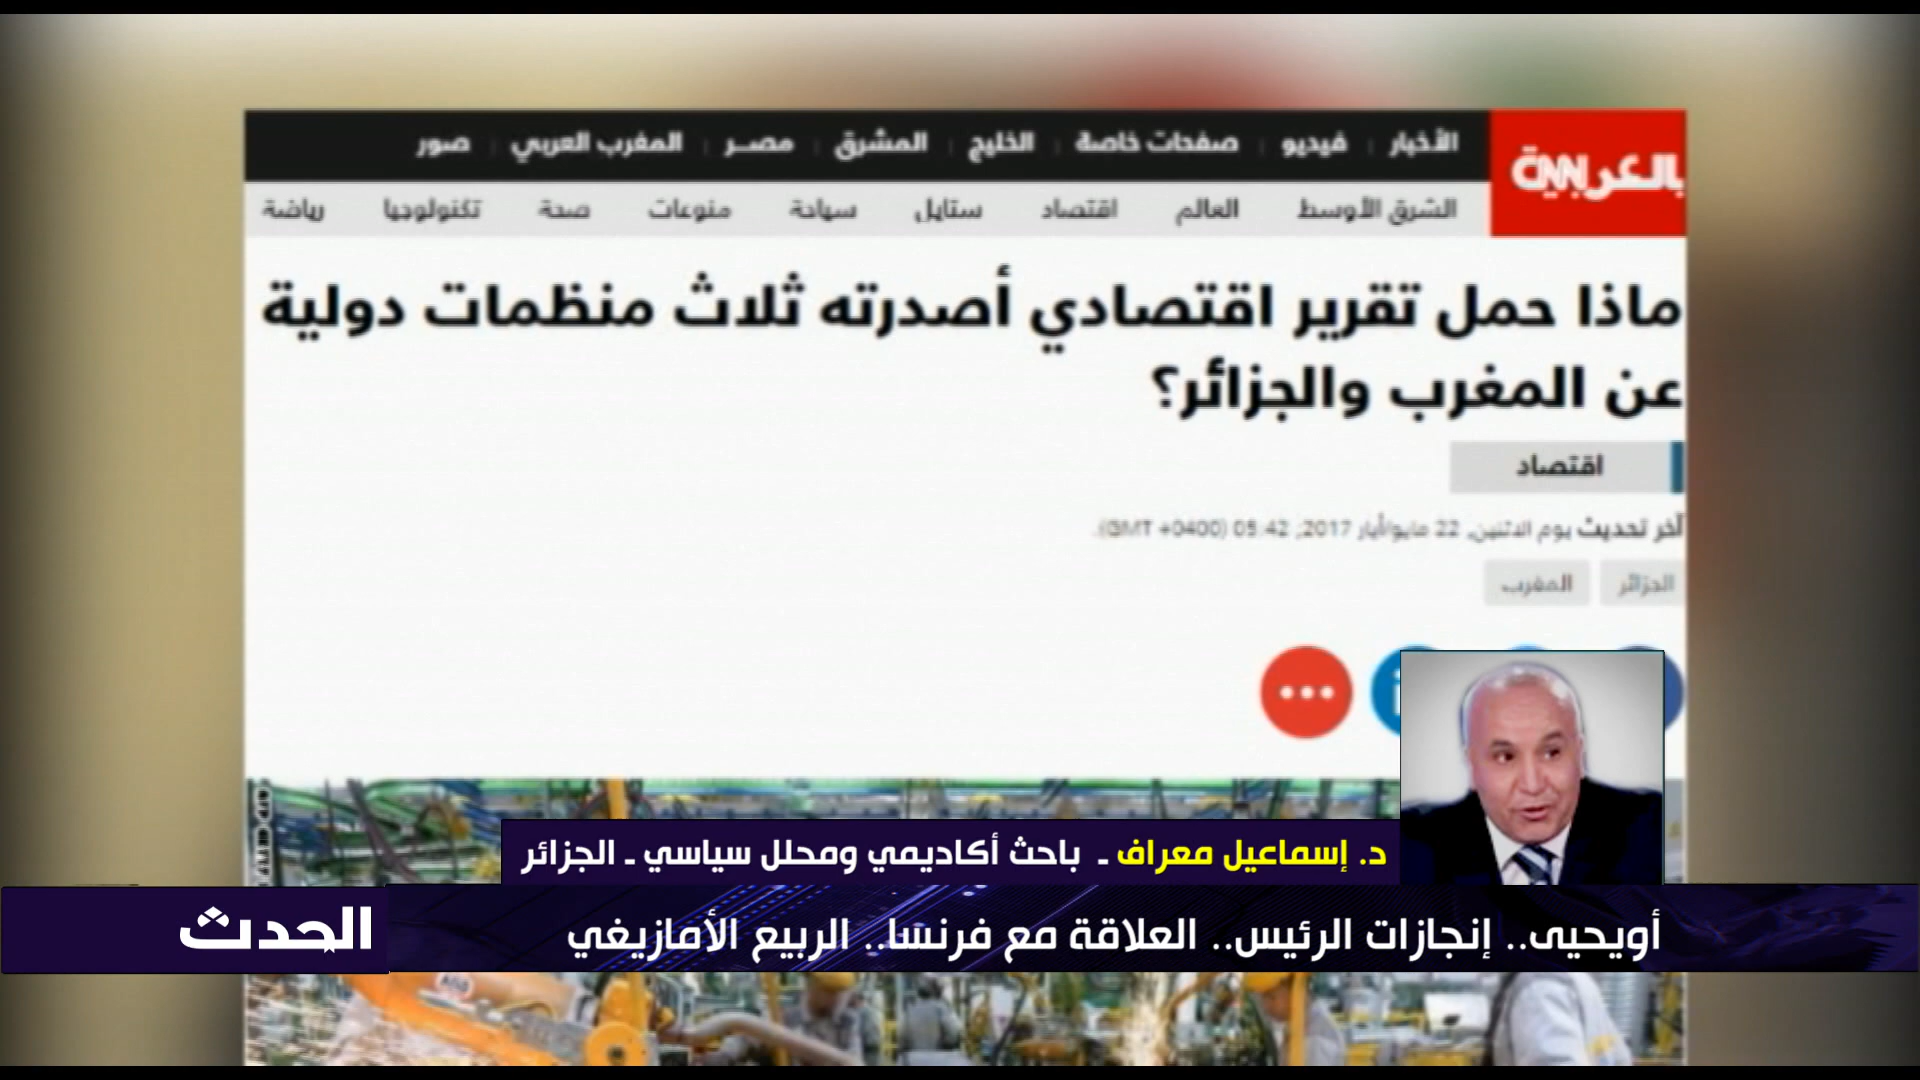 بالعربية
الأخبار
فيديو
صفحات خاصة
الخليج
المشرق
مصر
المغرب العربي
صور
الشرق الأوسط
العالم
اقتصاد
ستايل
سياحة
منوعات
صحة
تكنولوجيا
رياضة
ماذا حمل تقرير اقتصادي أصدرته ثلاث منظمات دولية
عن المغرب والجزائر؟
اقتصاد
آخر تحديث يوم الاثنين, 22 مايو/أيار 2017; 05:42 (GMT +0400).
الجزائر
المغرب
د. إسماعيل معراف ـ باحث أكاديمي ومحلل سياسي ـ الجزائر
أويحيى.. إنجازات الرئيس.. العلاقة مع فرنسا.. الربيع الأمازيغي
الحدث